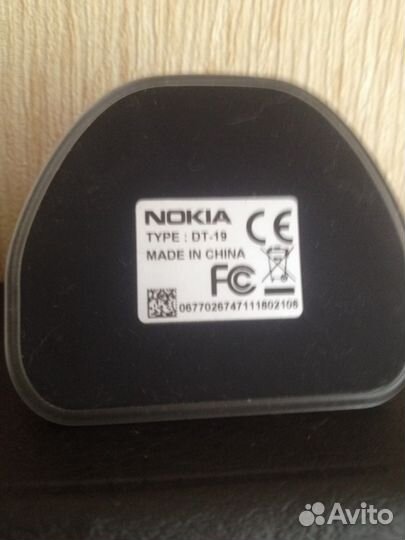 NOKIA
TYPE : DT-19
MADE IN CHINA
CE
FC
0677026747111802108
Avito